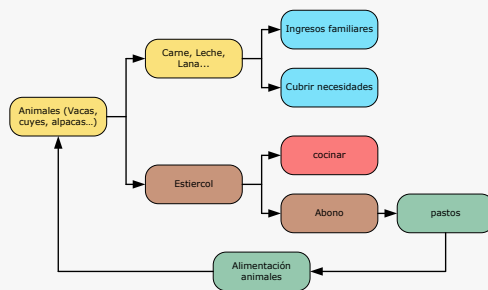 Ingresos familiares
Carne, Leche,
Lana...
Cubrir necesidades
Animales (Vacas,
cuyes, alpacas...)
cocinar
Estiercol
Abono
pastos
Alimentación
animales